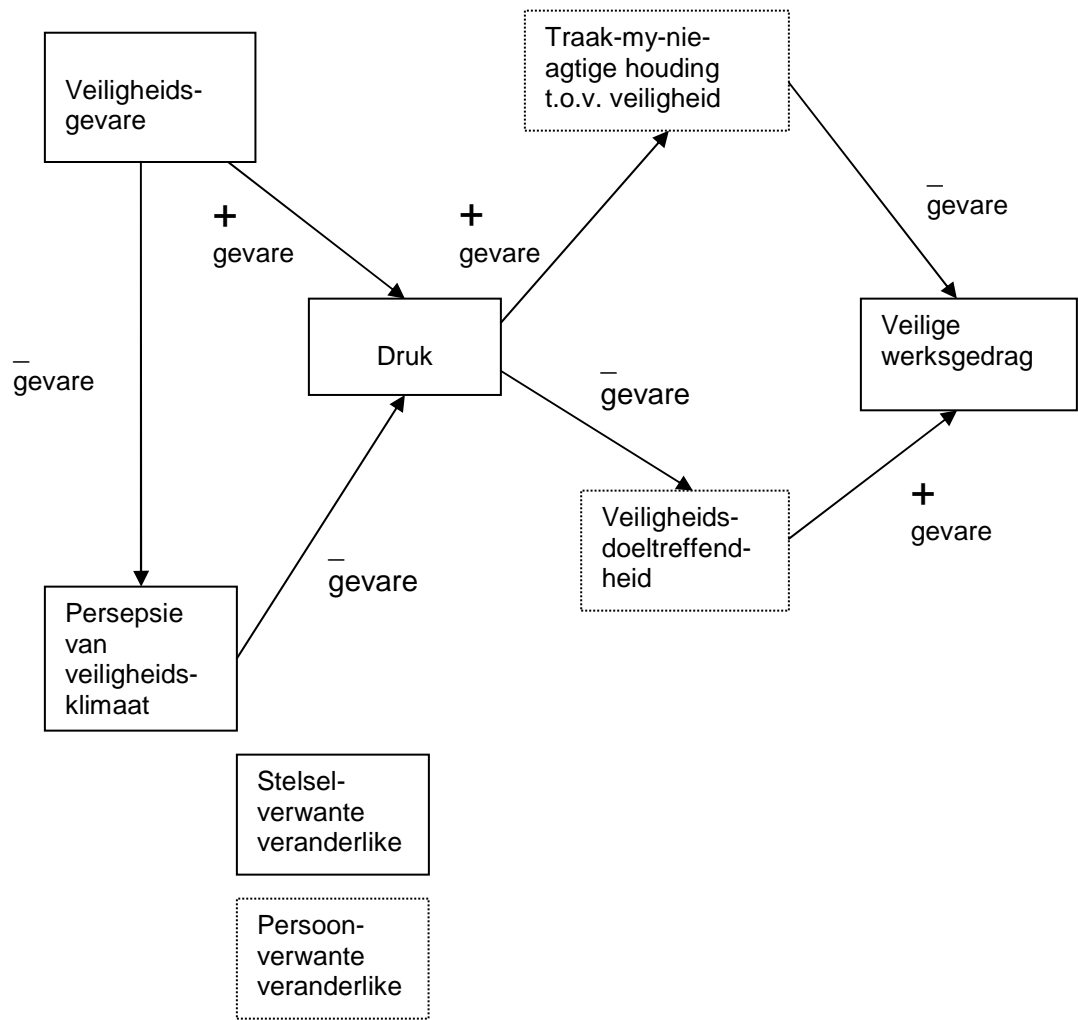 Veiligheids-
gevare
Traak-my-nie-
agtige houding
t.o.v. veiligheid
+
gevare
+
gevare
–
gevare
Druk
Veilige
werksgedrag
–
gevare
–
gevare
Veiligheids-
doeltreffend-
heid
+
gevare
–
gevare
Persepsie
van
veiligheids-
klimaat
Stelsel-
verwante
veranderlike
Persoon-
verwante
veranderlike